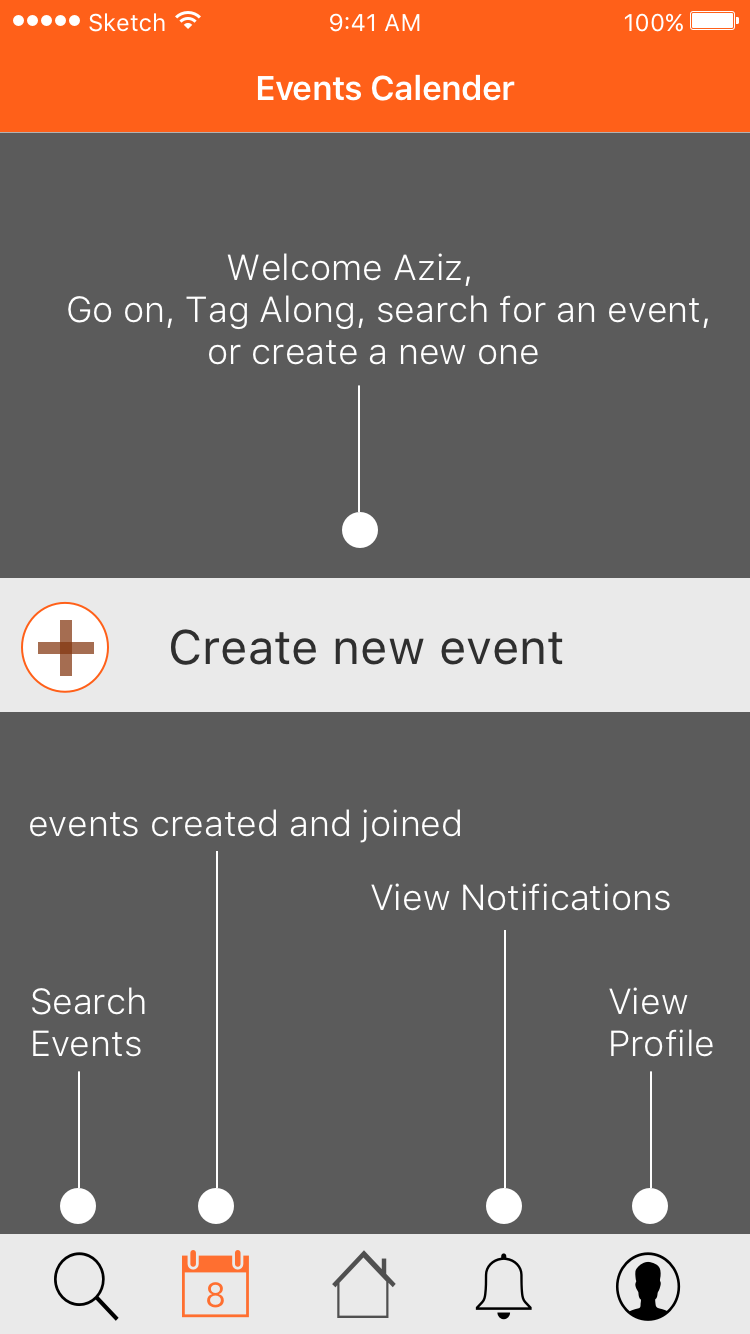 Sketch 9:41 AM 100%
Events Calender
Welcome Aziz,
Go on, Tag Along, search for an event,
or create a new one
Create new event
events created and joined
View Notifications
Search
Events
View
Profile
8